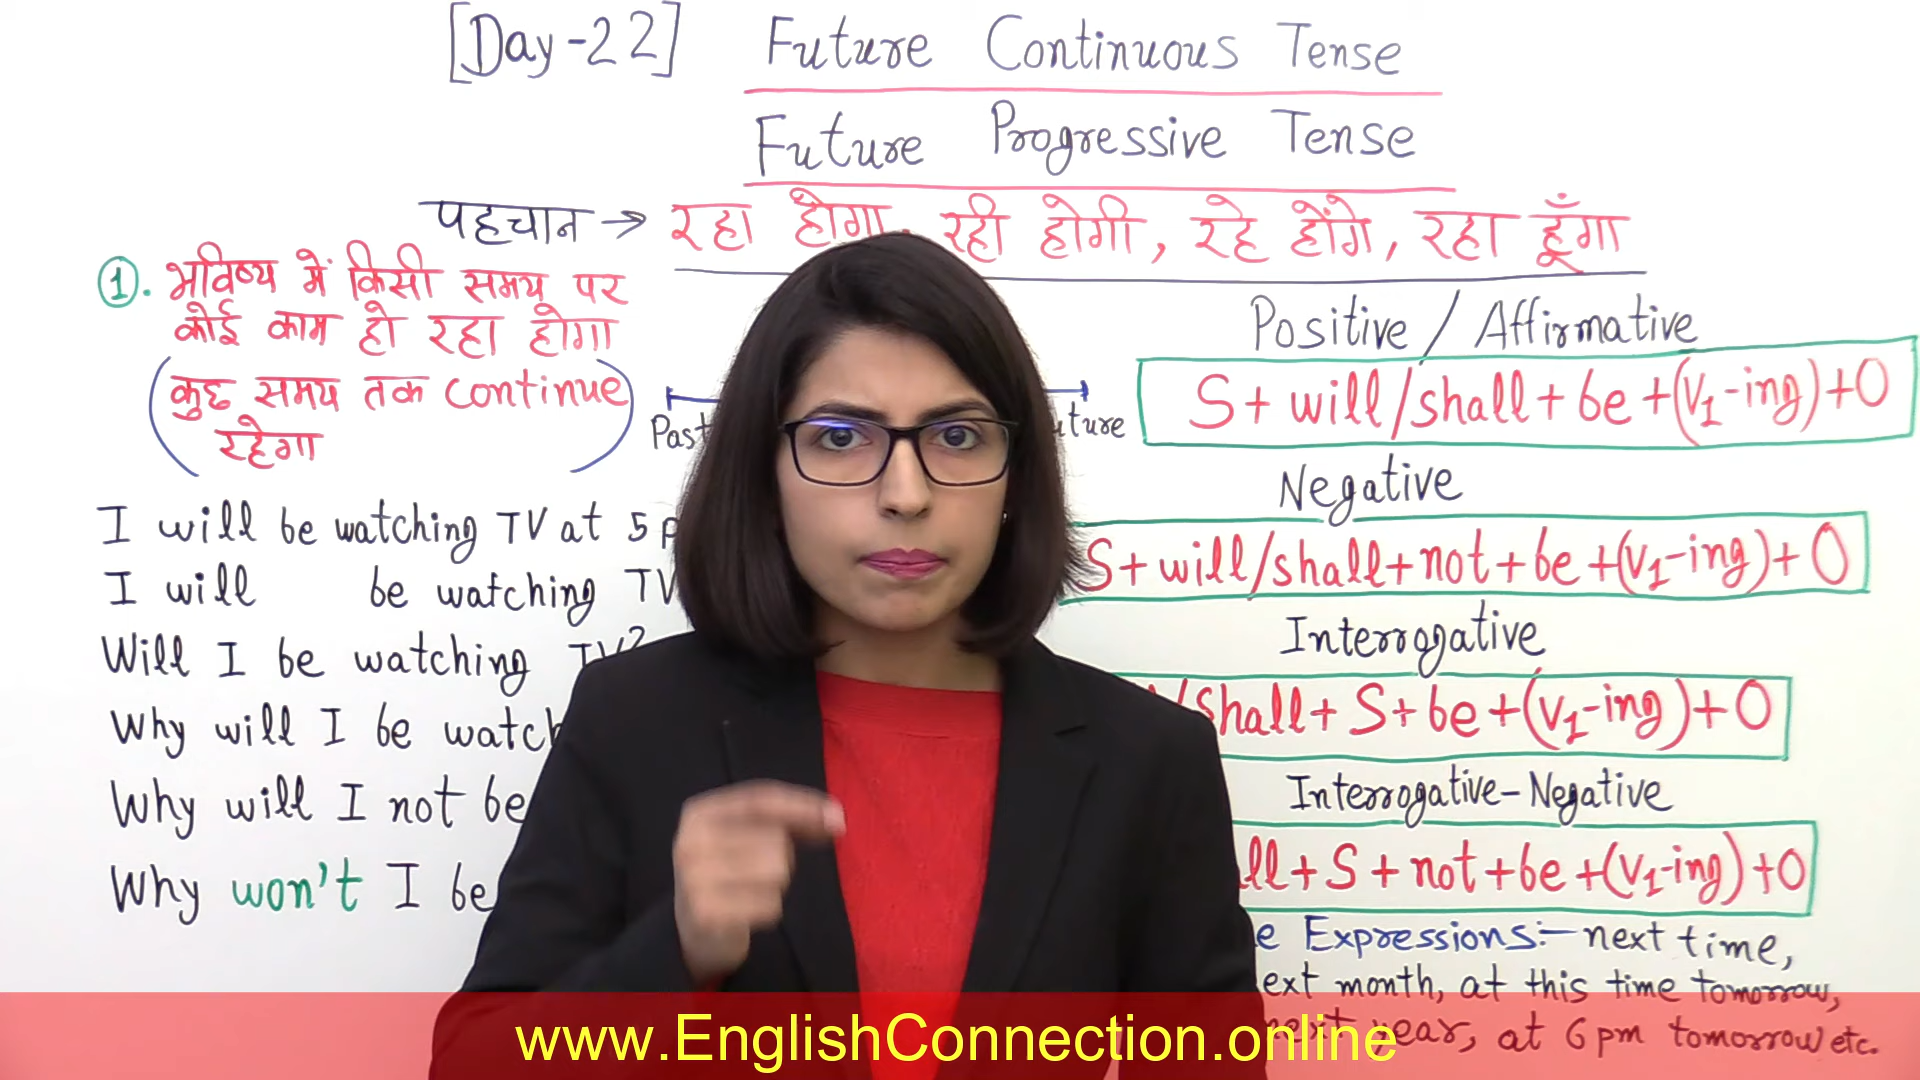 [Day-22] Future Continuous Tense
Future Progressive Tense
पहचान → रहा होगा, रही होगी, रहे होंगे, रहा हूँगा
1. भविष्य में किसी समय पर
कोई काम हो रहा होगा
(कुछ समय तक continue
रहेगा)
I will be watching TV at 5 p
I will be watching TV
Will I be watching TV?
Why will I be watch
Why will I not be
Why won't I be
Positive / Affirmative
S+ will/shall + be +(V1-ing)+O
Negative
S+will/shall+not+be+(V1-ing)+O
Interrogative
/Shall+ S+be+(V1-ing)+O
Interrogative-Negative
ll+S+not+be+(V1-ing)+O
e Expressions:- next time,
ext month, at this time tomorrow,
next year, at 6 pm tomorrow etc.
www.EnglishConnection.online